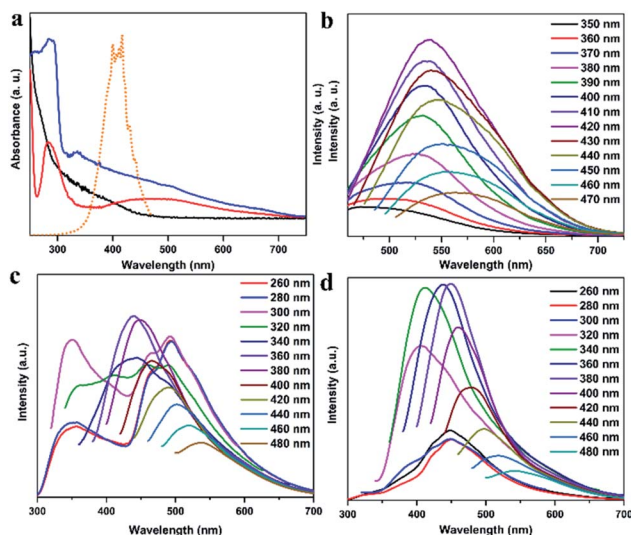 a
Absorbance (a. u.)
300 400 500 600 700
Wavelength (nm)
b
Intensity (a. u.)
Intensity (a. u.)
350 nm
360 nm
370 nm
380 nm
390 nm
400 nm
410 nm
420 nm
430 nm
440 nm
450 nm
460 nm
470 nm
500 550 600 650 700
Wavelength (nm)
c
Intensity (a.u.)
260 nm
280 nm
300 nm
320 nm
340 nm
360 nm
380 nm
400 nm
420 nm
440 nm
460 nm
480 nm
300 400 500 600 700
Wavelength (nm)
d
Intensity (a.u.)
260 nm
280 nm
300 nm
320 nm
340 nm
360 nm
380 nm
400 nm
420 nm
440 nm
460 nm
480 nm
300 400 500 600 700
Wavelength (nm)